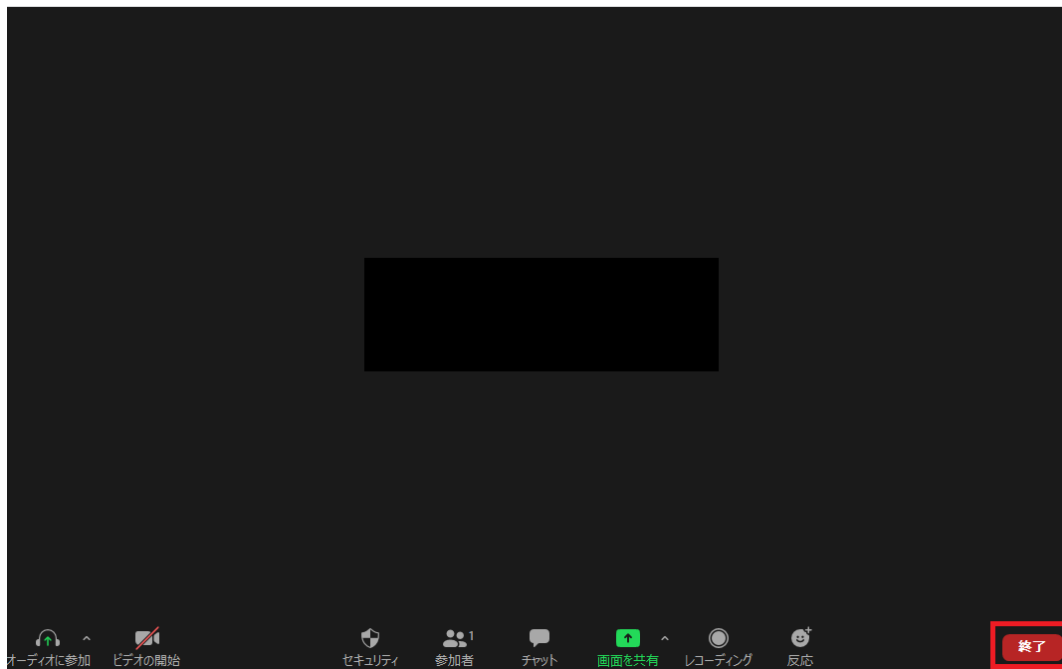 オーディオに参加
ビデオの開始
セキュリティ
参加者
1
チャット
画面を共有
レコーディング
反応
終了